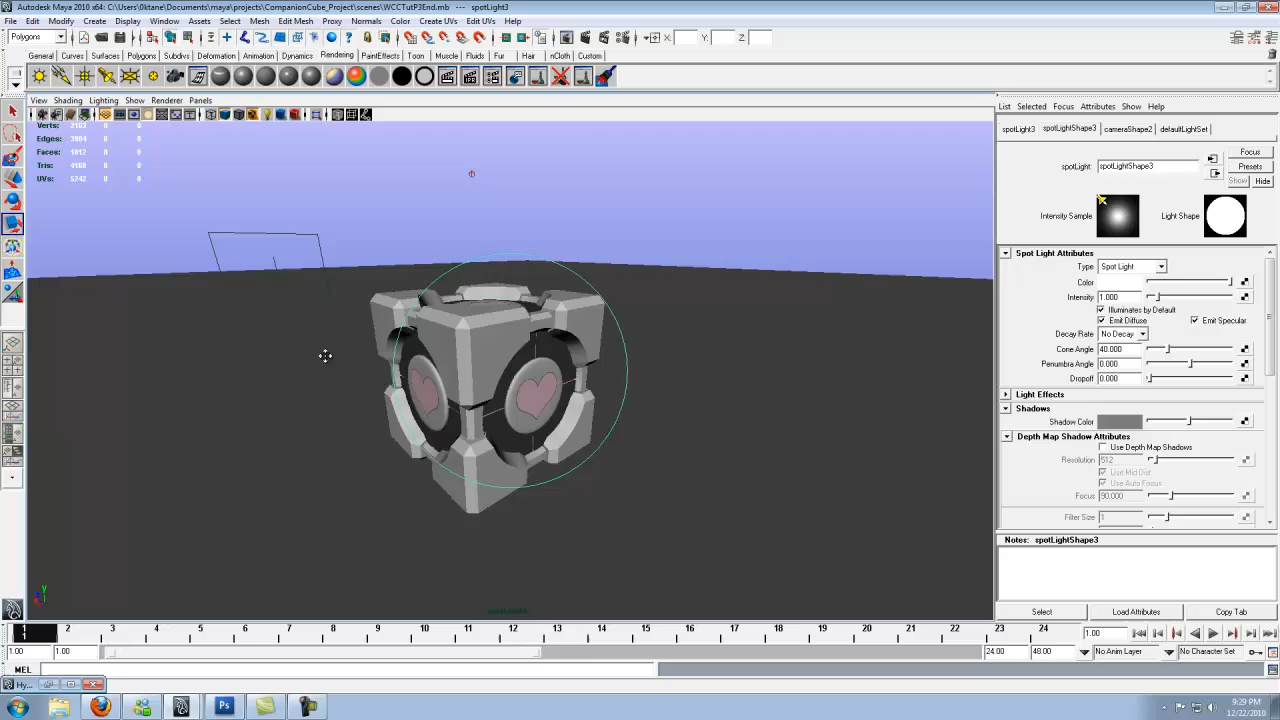 Autodesk Maya 2010 x64: C:\Users\0ktane\Documents\maya\projects\CompanionCube_Project\scenes\WCCTutP3End.mb --- spotLight3
File Edit Modify Create Display Window Assets Select Mesh Edit Mesh Proxy Normals Color Create UVs Edit UVs Help
Polygons X: Y: Z:
General Curves Surfaces Polygons Subdivs Deformation Animation Dynamics Rendering PaintEffects Toon Muscle Fluids Fur Hair nCloth Custom
View Shading Lighting Show Renderer Panels
List Selected Focus Attributes Show Help
Verts: 2103 0 0
Edges: 3904 0 0
Faces: 1812 0 0
Tris: 4160 0 0
UVs: 5242 0 0
spotLight3 spotLightShape3 cameraShape2 defaultLightSet
Focus
spotLight: spotLightShape3 Presets
Show Hide
Intensity Sample Light Shape
Spot Light Attributes
Type Spot Light
Color
Intensity 1.000
Illuminates by Default
Emit Diffuse Emit Specular
Decay Rate No Decay
Cone Angle 40.000
Penumbra Angle 0.000
Dropoff 0.000
Light Effects
Shadows
Shadow Color
Depth Map Shadow Attributes
Use Depth Map Shadows
Resolution 512
Use Mid Dist
Use Auto Focus
Focus 90.000
Filter Size 1
Notes: spotLightShape3
Select Load Attributes Copy Tab
y
1 2 3 4 5 6 7 8 9 10 11 12 13 14 15 16 17 18 19 20 21 22 23 24 1.00
1
1.00 1.00 24.00 48.00 No Anim Layer No Character Set
MEL
Hy...
Ps
9:29 PM
12/22/2010